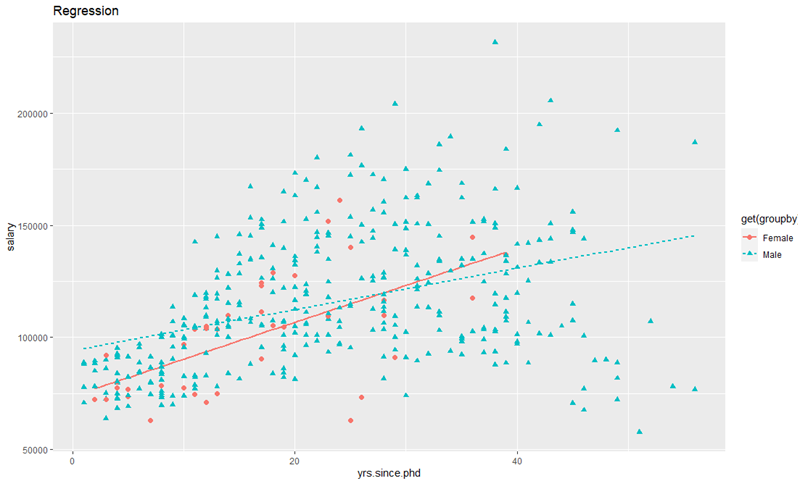 Regression
salary
200000
150000
100000
50000
0
20
40
yrs.since.phd
get(groupby
Female
Male